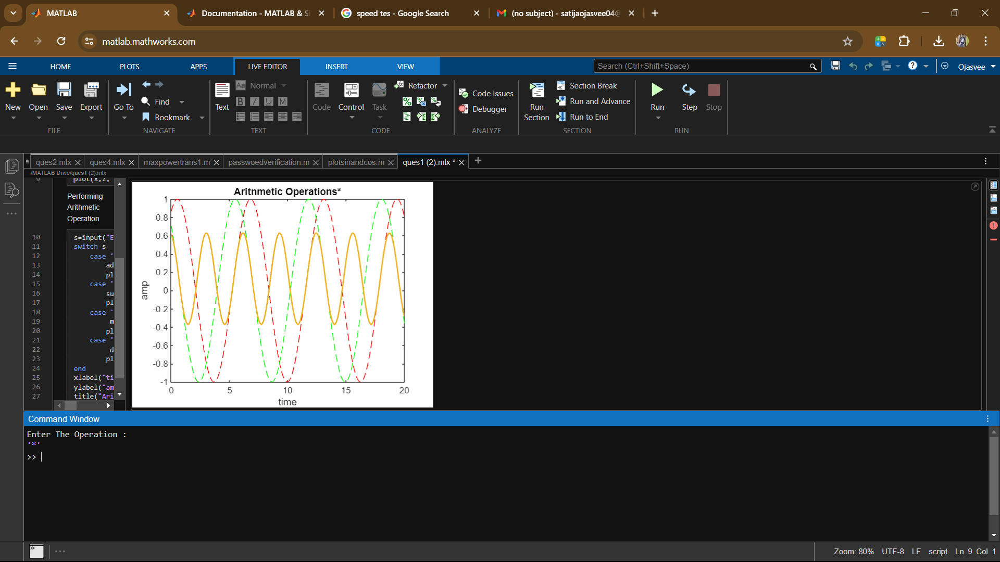 MATLAB
Documentation - MATLAB & S
speed tes - Google Search
(no subject) - satijaojasvee04@
matlab.mathworks.com
HOME PLOTS APPS LIVE EDITOR INSERT VIEW
Search (Ctrl+Shift+Space)
Ojasvee
New
Open
Save
Export
FILE
Go To
Find
Bookmark
NAVIGATE
Text
Aa Normal
B I U M
TEXT
Code
Control
Task
Refactor
CODE
Code Issues
Debugger
ANALYZE
Run Section
Section Break
Run and Advance
Run to End
SECTION
Run
Step
Stop
RUN
ques2.mlx
ques4.mlx
maxpowertrans1.m
passwoedverification.m
plotsinandcos.m
ques1 (2).mlx *
/MATLAB Drive/ques1 (2).mlx
9 plot(x,z,
Performing
Arithmetic
Operation
10 s=input("E
11 switch s
12 case '
13 ad
14 pl
15 case '
16 su
17 pl
18 case '
19 m
20 pl
21 case '
22 d
23 pl
24 end
25 xlabel("ti
26 ylabel("am
27 title("Ari
Aritnmetic Operations*
1
0.8
0.6
0.4
0.2
0
-0.2
-0.4
-0.6
-0.8
-1
amp
0 5 10 15 20
time
Command Window
Enter The Operation :
'*'
>>
Zoom: 80% UTF-8 LF script Ln 9 Col 1